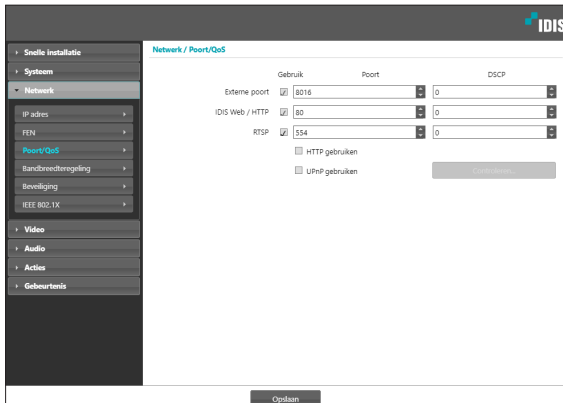 IDIS
Snelle installatie
Systeem
Netwerk
IP adres
FEN
Poort/QoS
Bandbreedteregeling
Beveiliging
IEEE 802.1X
Video
Audio
Acties
Gebeurtenis
Netwerk / Poort/QoS
Gebruik Poort DSCP
Externe poort 8016 0
IDIS Web / HTTP 80 0
RTSP 554 0
HTTP gebruiken
UPnP gebruiken Controleren...
Opslaan